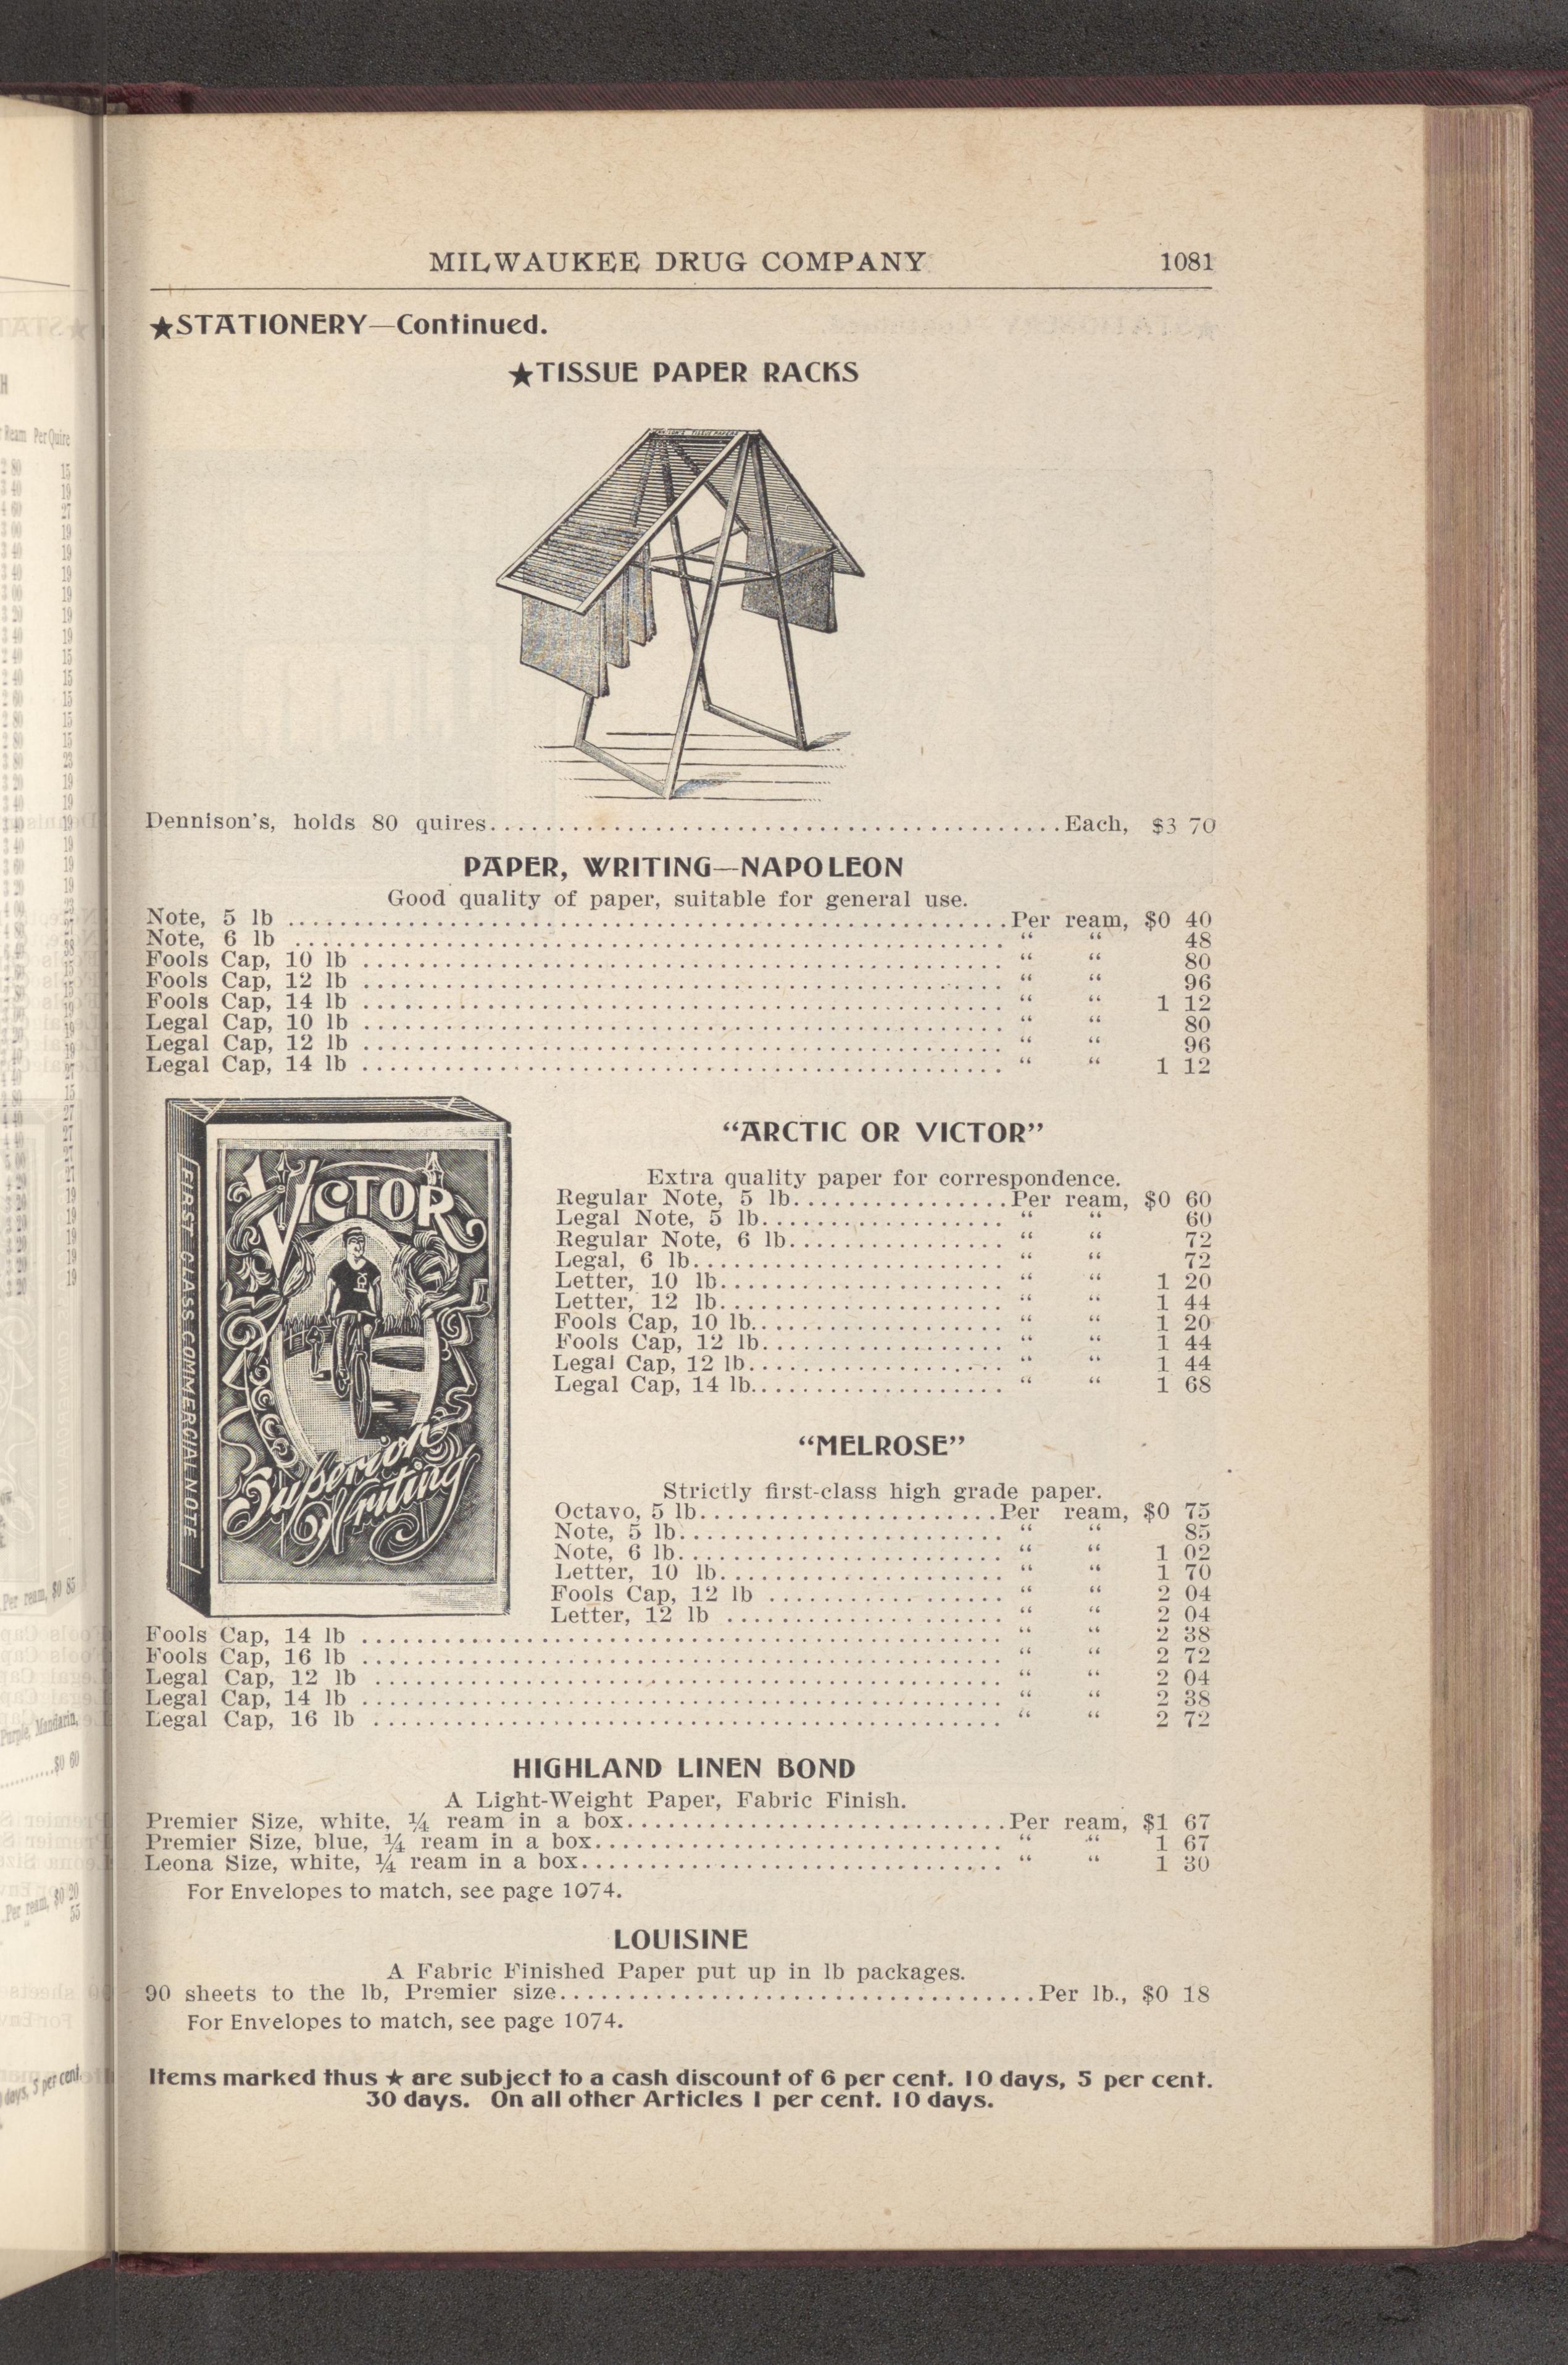 MILWAUKEE DRUG COMPANY 1081
★STATIONERY—Continued.
★TISSUE PAPER RACKS
Dennison's, holds 80 quires..........Each, $3 70
PAPER, WRITING—NAPOLEON
Good quality of paper, suitable for general use.
Note, 5 lb ..........Per ream, $0 40
Note, 6 lb .......... “ “ 48
Fools Cap, 10 lb .......... “ “ 80
Fools Cap, 12 lb .......... “ “ 96
Fools Cap, 14 lb .......... “ “ 1 12
Legal Cap, 10 lb .......... “ “ 80
Legal Cap, 12 lb .......... “ “ 96
Legal Cap, 14 lb .......... “ “ 1 12
VICTOR
Superior
Writing
FIRST CLASS COMMERCIAL NOTE
“ARCTIC OR VICTOR”
Extra quality paper for correspondence.
Regular Note, 5 lb..........Per ream, $0 60
Legal Note, 5 lb.......... “ “ 60
Regular Note, 6 lb.......... “ “ 72
Legal, 6 lb.......... “ “ 72
Letter, 10 lb.......... “ “ 1 20
Letter, 12 lb.......... “ “ 1 44
Fools Cap, 10 lb.......... “ “ 1 20
Fools Cap, 12 lb.......... “ “ 1 44
Legal Cap, 12 lb.......... “ “ 1 44
Legal Cap, 14 lb.......... “ “ 1 68
“MELROSE”
Strictly first-class high grade paper.
Octavo, 5 lb..........Per ream, $0 75
Note, 5 lb.......... “ “ 85
Note, 6 lb.......... “ “ 1 02
Letter, 10 lb.......... “ “ 1 70
Fools Cap, 12 lb .......... “ “ 2 04
Letter, 12 lb .......... “ “ 2 04
Fools Cap, 14 lb .......... “ “ 2 38
Fools Cap, 16 lb .......... “ “ 2 72
Legal Cap, 12 lb .......... “ “ 2 04
Legal Cap, 14 lb .......... “ “ 2 38
Legal Cap, 16 lb .......... “ “ 2 72
HIGHLAND LINEN BOND
A Light-Weight Paper, Fabric Finish.
Premier Size, white, ¼ ream in a box..........Per ream, $1 67
Premier Size, blue, ¼ ream in a box.......... “ “ 1 67
Leona Size, white, ¼ ream in a box.......... “ “ 1 30
For Envelopes to match, see page 1074.
LOUISINE
A Fabric Finished Paper put up in lb packages.
90 sheets to the lb, Premier size..........Per lb., $0 18
For Envelopes to match, see page 1074.
Items marked thus ★ are subject to a cash discount of 6 per cent. 10 days, 5 per cent.
30 days. On all other Articles 1 per cent. 10 days.